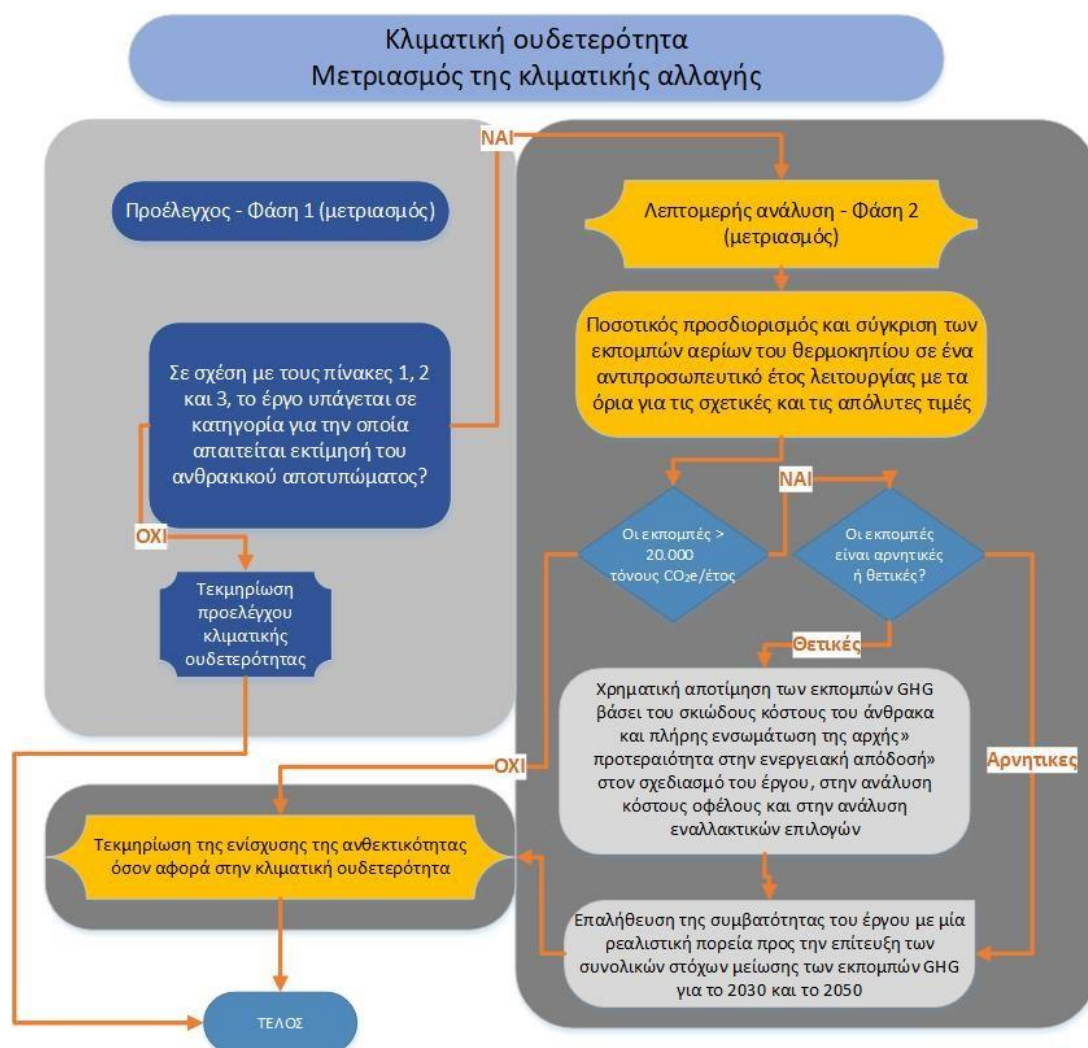 Κλιματική ουδετερότητα
Μετριασμός της κλιματικής αλλαγής
Προέλεγχος - Φάση 1 (μετριασμός)
Σε σχέση με τους πίνακες 1, 2
και 3, το έργο υπάγεται σε
κατηγορία για την οποία
απαιτείται εκτίμησή του
ανθρακικού αποτυπώματος?
ΝΑΙ
ΟΧΙ
Τεκμηρίωση
προελέγχου
κλιματικής
ουδετερότητας
Λεπτομερής ανάλυση - Φάση 2
(μετριασμός)
Ποσοτικός προσδιορισμός και σύγκριση των
εκπομπών αερίων του θερμοκηπίου σε ένα
αντιπροσωπευτικό έτος λειτουργίας με τα
όρια για τις σχετικές και τις απόλυτες τιμές
Οι εκπομπές >
20.000
τόνους CO₂e/έτος
ΝΑΙ
Οι εκπομπές
είναι αρνητικές
ή θετικές?
Θετικές
Χρηματική αποτίμηση των εκπομπών GHG
βάσει του σκιώδους κόστους του άνθρακα
και πλήρης ενσωμάτωση της αρχής»
προτεραιότητα στην ενεργειακή απόδοσή»
στον σχεδιασμό του έργου, στην ανάλυση
κόστους οφέλους και στην ανάλυση
εναλλακτικών επιλογών
Αρνητικες
ΟΧΙ
Τεκμηρίωση της ενίσχυσης της ανθεκτικότητας
όσον αφορά στην κλιματική ουδετερότητα
Επαλήθευση της συμβατότητας του έργου με μία
ρεαλιστική πορεία προς την επίτευξη των
συνολικών στόχων μείωσης των εκπομπών GHG
για το 2030 και το 2050
ΤΕΛΟΣ